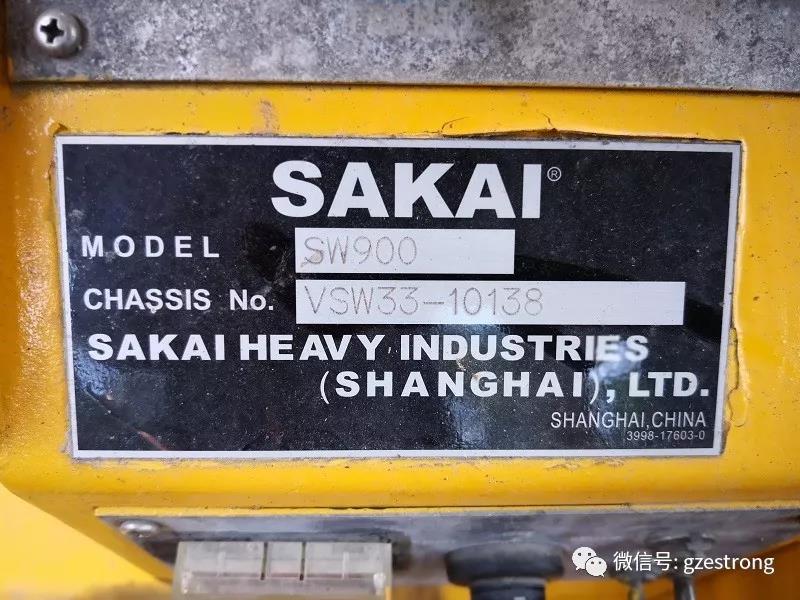 SAKAI®
MODEL SW900
CHASSIS No. VSW33-10138
SAKAI HEAVY INDUSTRIES
(SHANGHAI), LTD.
SHANGHAI,CHINA
3998-17603-0
微信号: gzestrong